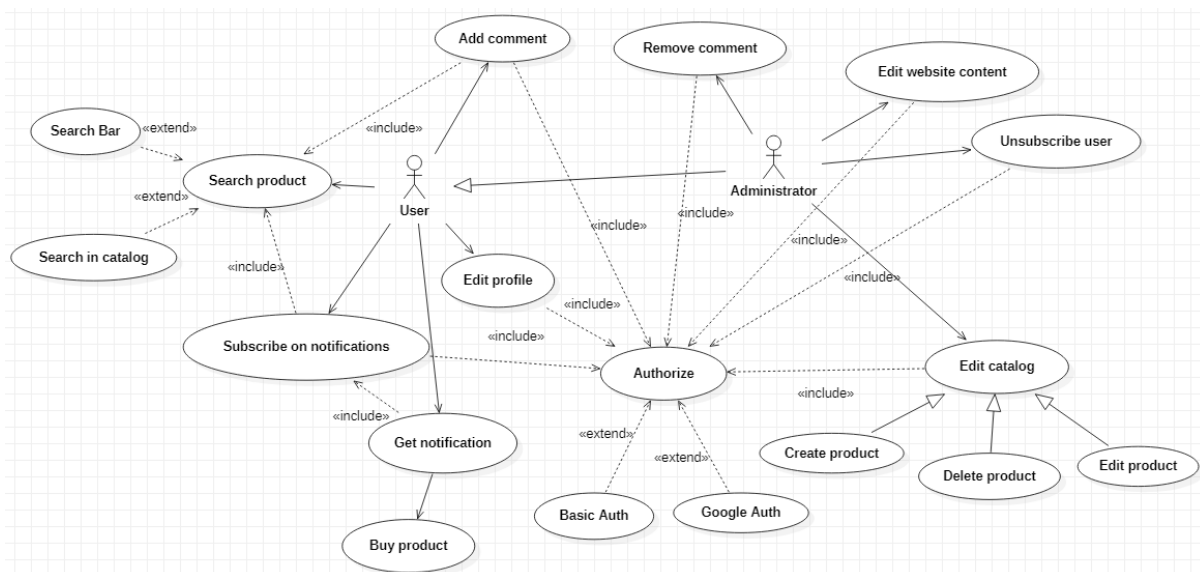 Add comment
Remove comment
Edit website content
Search Bar
«extend»
«include»
Unsubscribe user
Search product
Administrator
«extend»
User
«include»
«include»
«include»
Search in catalog
«include»
«include»
Edit profile
«include»
«include»
Subscribe on notifications
Authorize
Edit catalog
«include»
«include»
Get notification
«extend»
Create product
«extend»
Edit product
Delete product
Basic Auth
Google Auth
Buy product